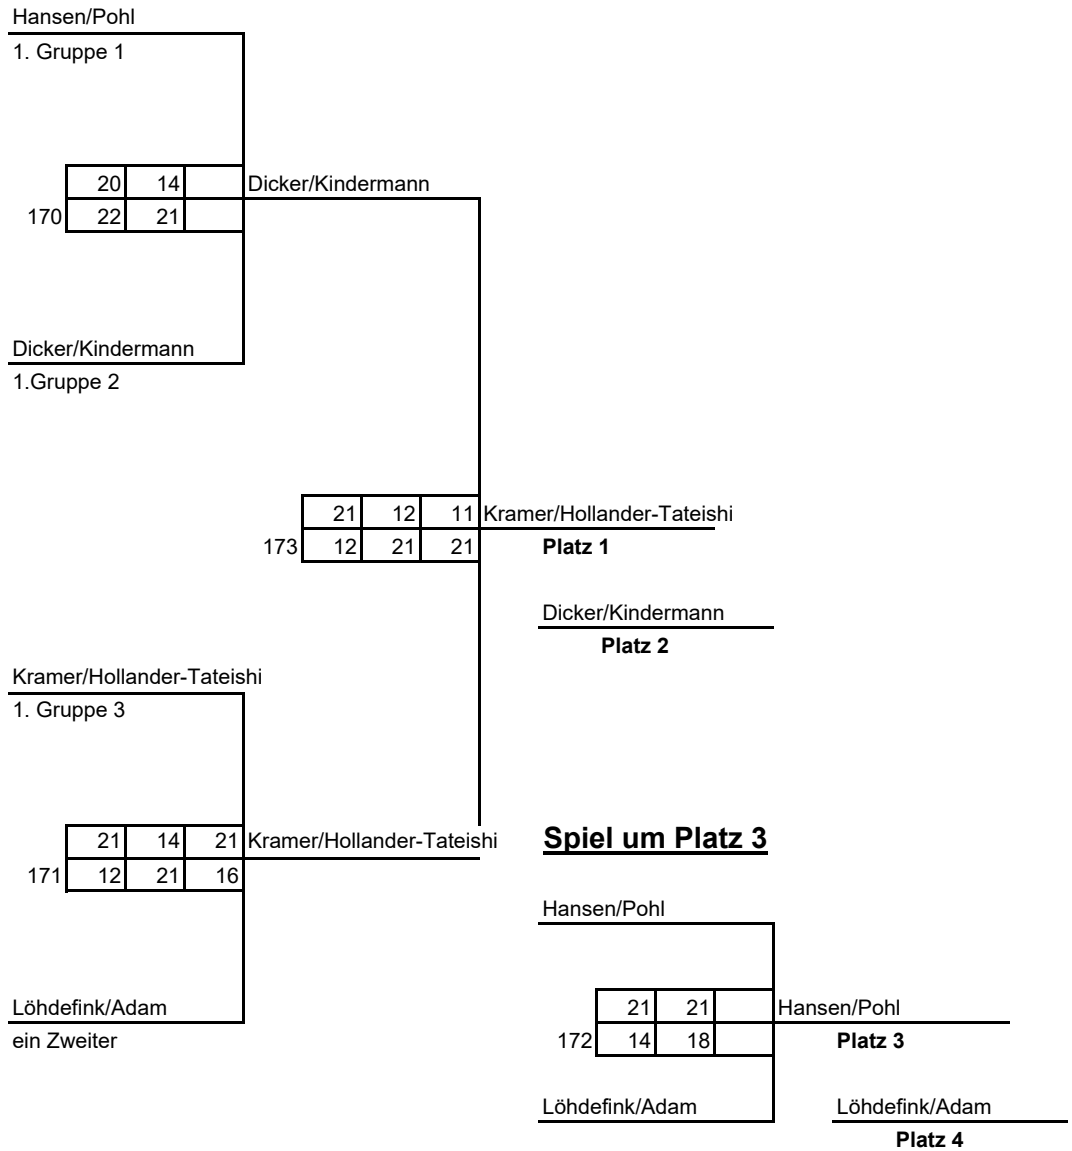 Hansen/Pohl
1. Gruppe 1
20 14 Dicker/Kindermann
170 22 21
Dicker/Kindermann
1.Gruppe 2
21 12 11 Kramer/Hollander-Tateishi
173 12 21 21 Platz 1
Dicker/Kindermann
Platz 2
Kramer/Hollander-Tateishi
1. Gruppe 3
21 14 21 Kramer/Hollander-Tateishi
171 12 21 16
Löhdefink/Adam
ein Zweiter
Spiel um Platz 3
Hansen/Pohl
21 21 Hansen/Pohl
172 14 18 Platz 3
Löhdefink/Adam
Löhdefink/Adam
Platz 4